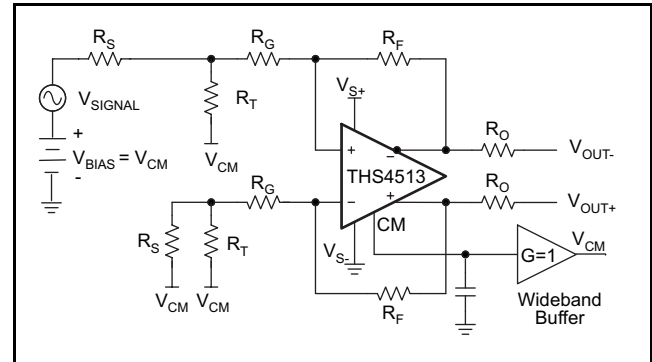 R_S
R_G
R_F
V_SIGNAL
R_T
V_S+
V_CM
+
V_BIAS = V_CM
-
+
−
THS4513
R_O
V_OUT-
R_G
−
+
R_O
V_OUT+
CM
R_S
R_T
V_S-
G=1
V_CM
V_CM
V_CM
R_F
Wideband
Buffer